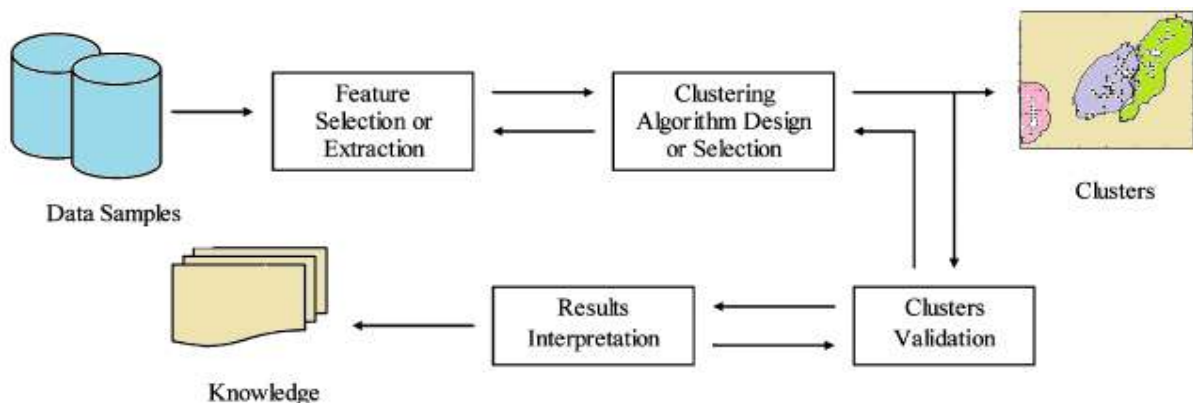 Data Samples
Feature
Selection or
Extraction
Clustering
Algorithm Design
or Selection
Clusters
Clusters
Validation
Results
Interpretation
Knowledge